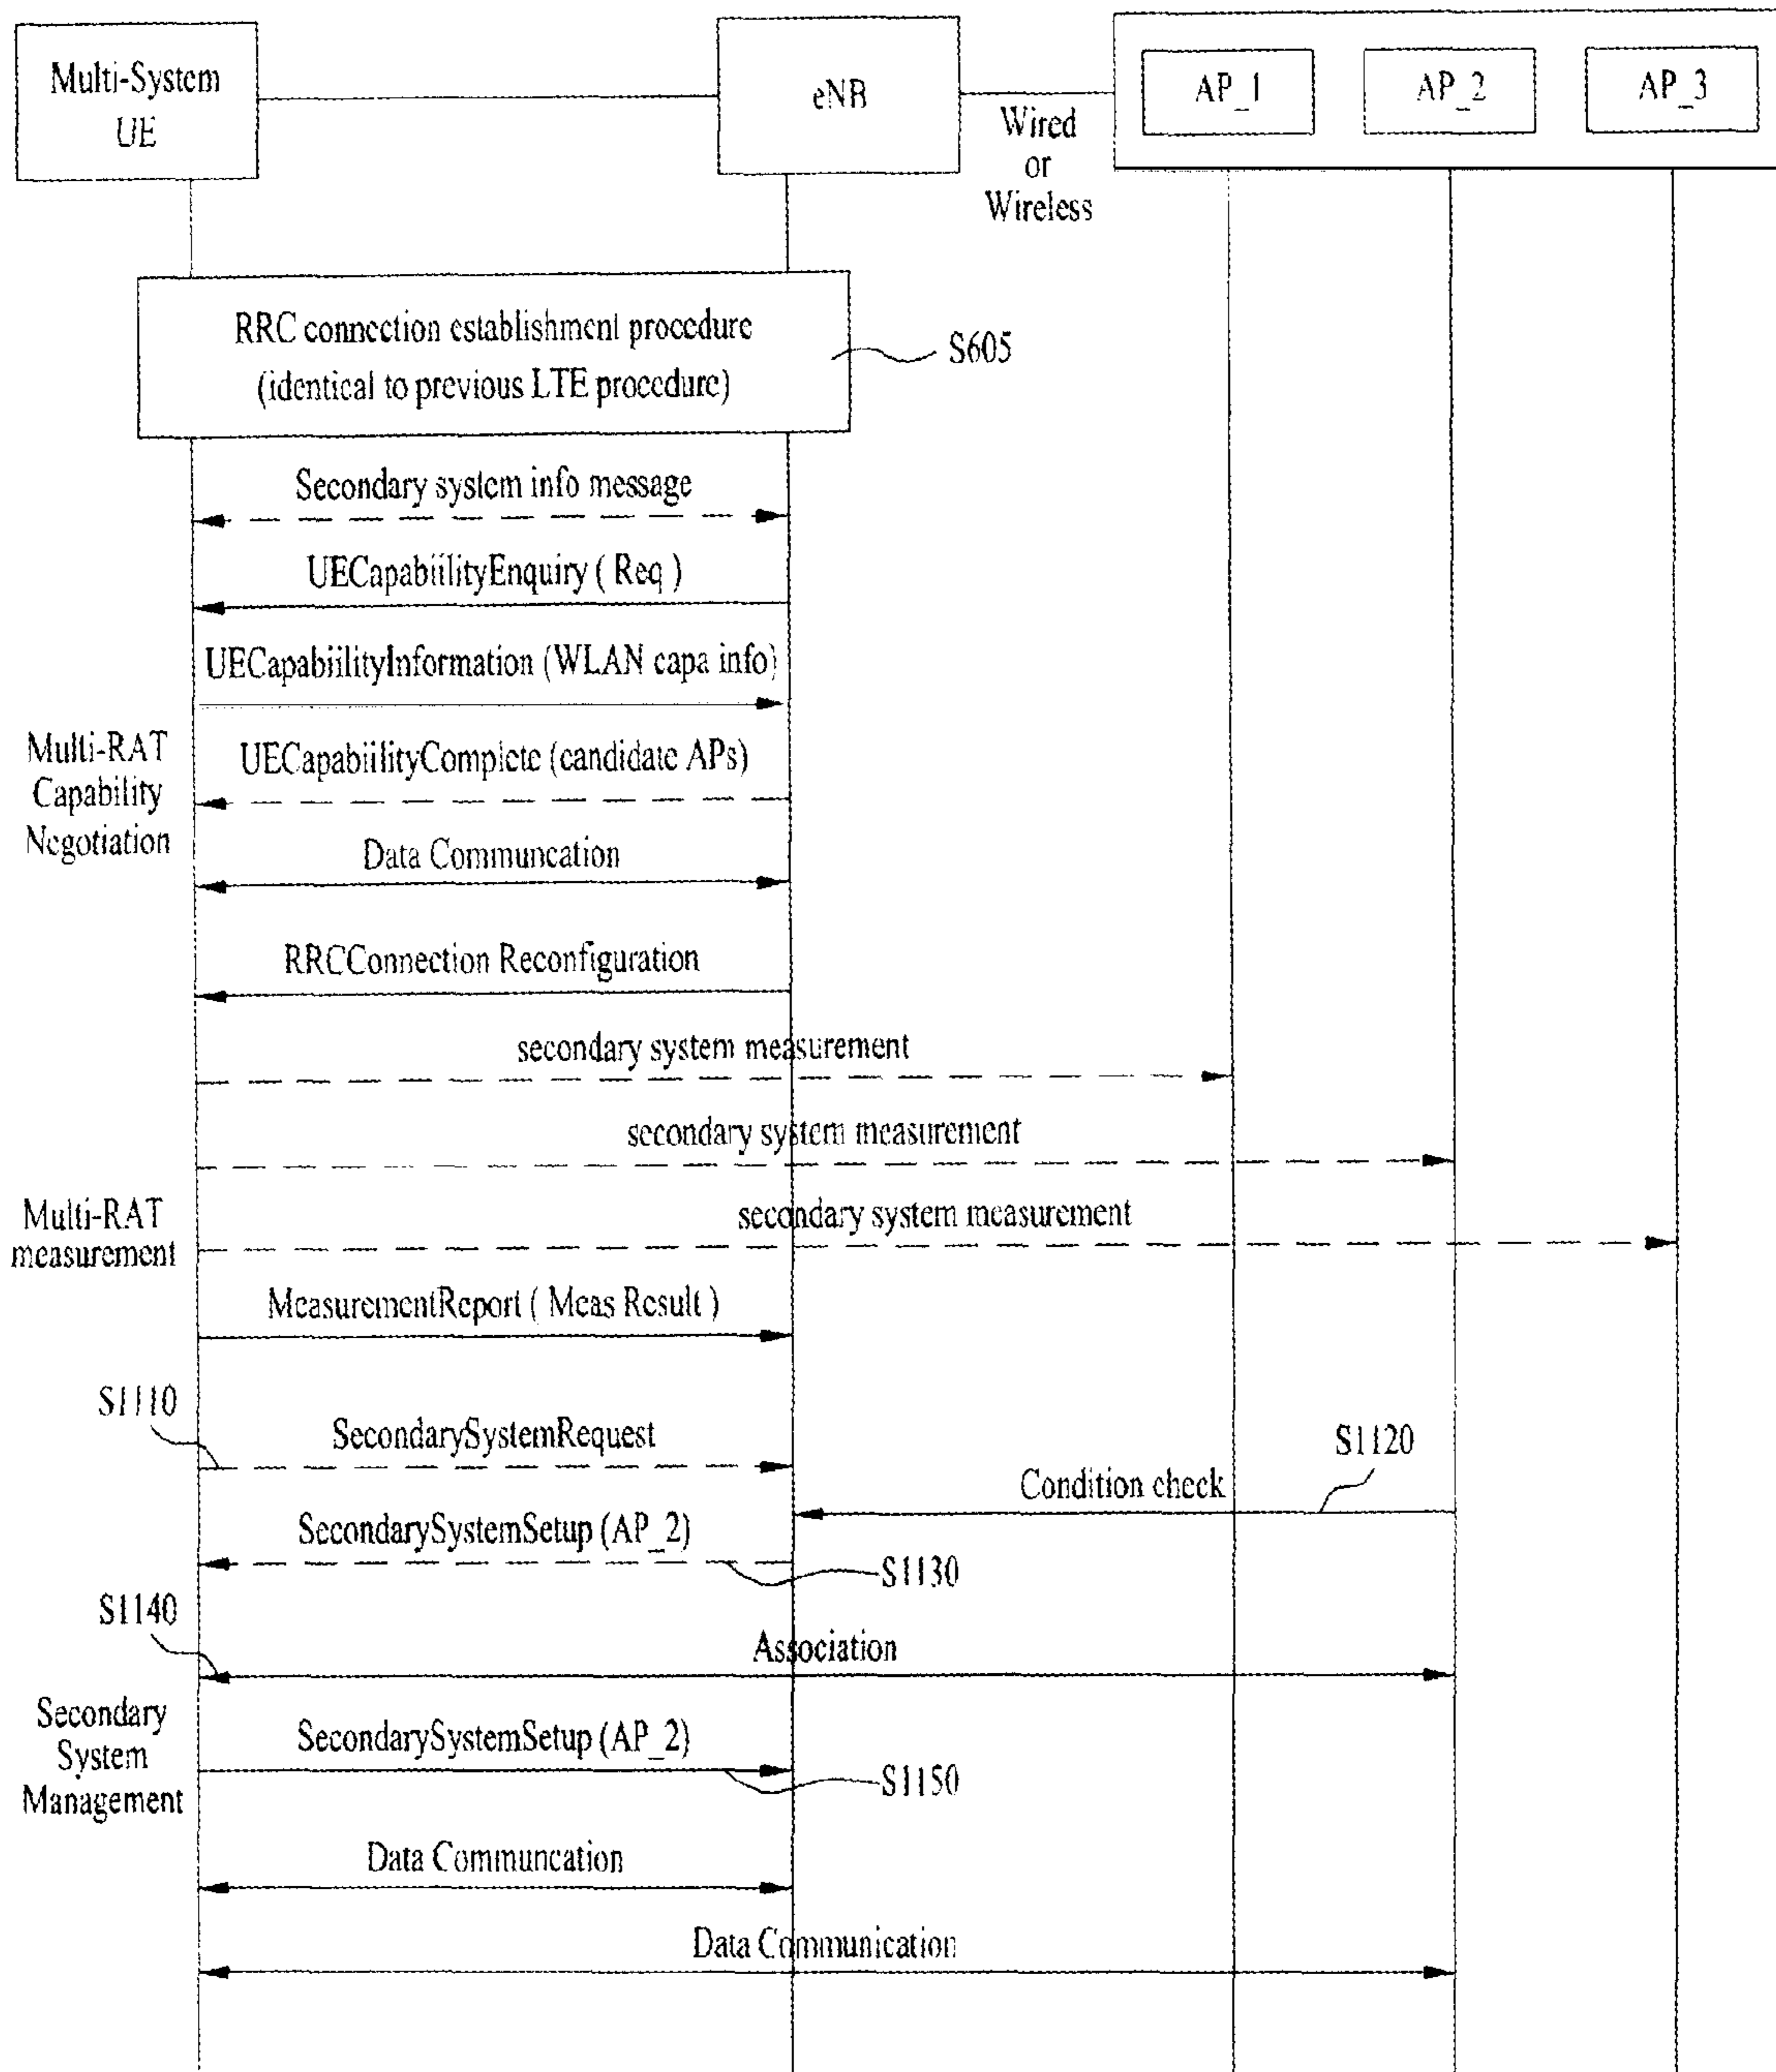 Multi-System
UE
eNB
Wired
or
Wireless
AP_1
AP_2
AP_3
RRC connection establishment procedure
(identical to previous LTE procedure)
S605
Secondary system info message
UECapabiilityEnquiry ( Req )
UECapabiilityInformation (WLAN capa info)
Multi-RAT
Capability
Negotiation
UECapabiilityComplete (candidate APs)
Data Communcation
RRCConnection Reconfiguration
secondary system measurement
secondary system measurement
Multi-RAT
measurement
secondary system measurement
MeasurementReport ( Meas Result )
S1110
SecondarySystemRequest
S1120
Condition check
SecondarySystemSetup (AP_2)
S1130
S1140
Association
Secondary
System
Management
SecondarySystemSetup (AP_2)
S1150
Data Communcation
Data Communication